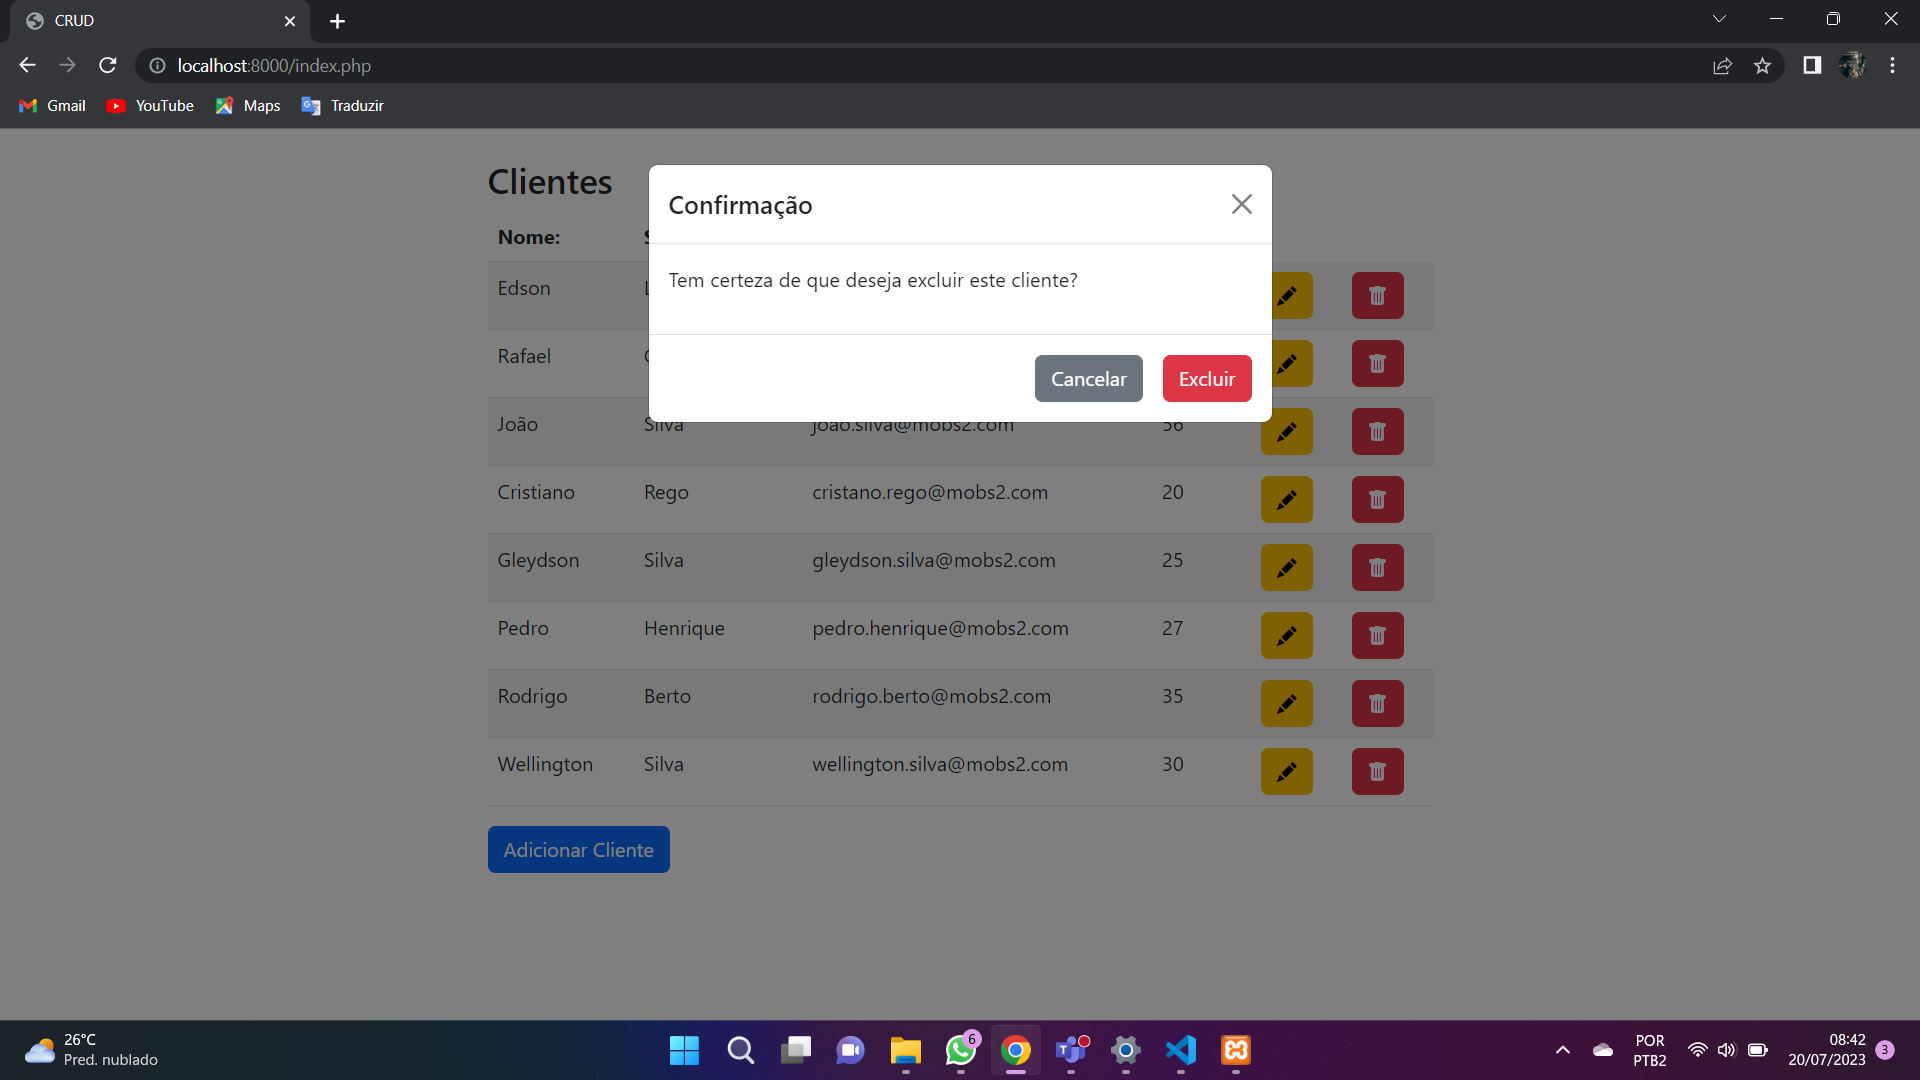 CRUD
localhost:8000/index.php
Gmail YouTube Maps Traduzir
Clientes
Confirmação
Nome:
Tem certeza de que deseja excluir este cliente?
Edson
Rafael
Cancelar Excluir
João Silva joao.silva@mobs2.com 56
Cristiano Rego cristano.rego@mobs2.com 20
Gleydson Silva gleydson.silva@mobs2.com 25
Pedro Henrique pedro.henrique@mobs2.com 27
Rodrigo Berto rodrigo.berto@mobs2.com 35
Wellington Silva wellington.silva@mobs2.com 30
Adicionar Cliente
26°C
Pred. nublado
6
POR
PTB2
08:42
20/07/2023
3